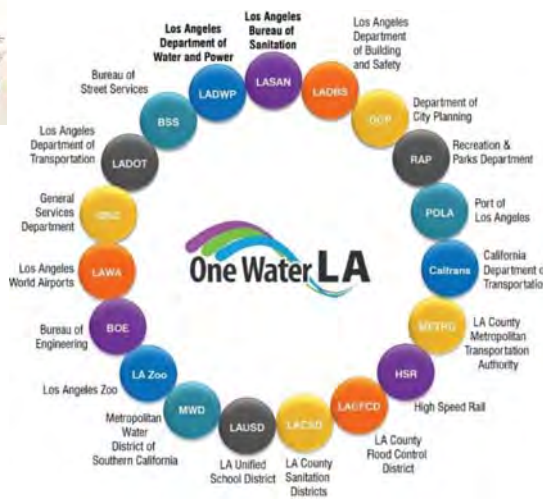 Los Angeles
Bureau of
Sanitation
LASAN
Los Angeles
Department
of Building
and Safety
LADBS
Department of
City Planning
DCP
Recreation &
Parks Department
RAP
Port of
Los Angeles
POLA
California
Department of
Transportatio
Caltrans
LA County
Metropolitan
Transportation
Authority
METRO
High Speed Rail
HSR
LA County
Flood Control
District
LACFCD
LA County
Sanitation
Districts
LACSD
LA Unified
School District
LAUSD
Metropolitan
Water
District of
Southern California
MWD
Los Angeles Zoo
LA Zoo
Bureau of
Engineering
BOE
Los Angeles
World Airports
LAWA
General
Services
Department
Los Angeles
Department of
Transportation
LADOT
Bureau of
Street Services
BSS
Los Angeles
Department of
Water and Power
LADWP
One Water LA